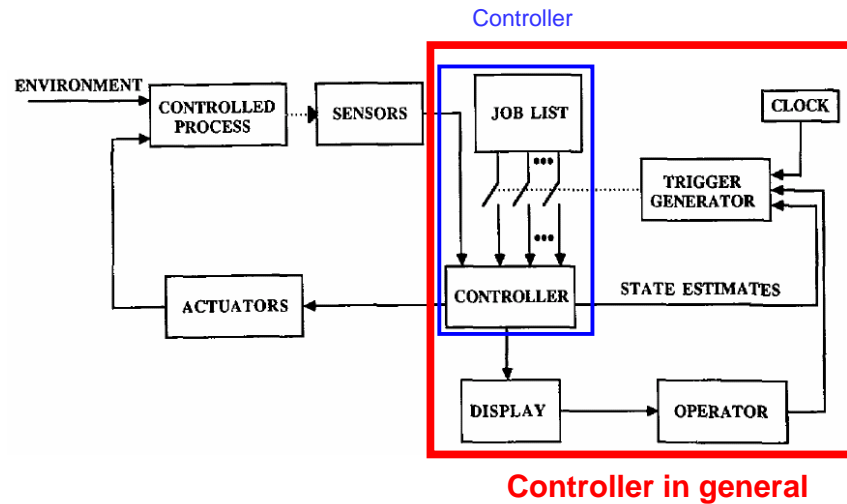 Controller
ENVIRONMENT
CONTROLLED
PROCESS
SENSORS
JOB LIST
CLOCK
TRIGGER
GENERATOR
ACTUATORS
CONTROLLER
STATE ESTIMATES
DISPLAY
OPERATOR
Controller in general